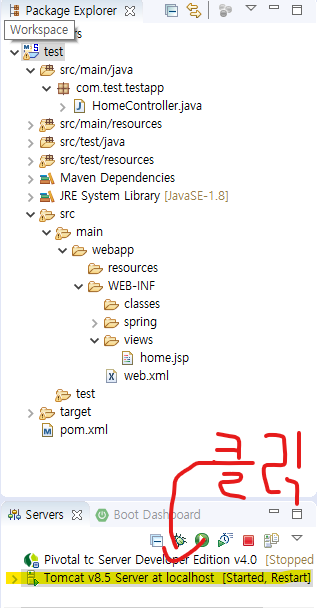 Package Explorer
Workspace
test
src/main/java
com.test.testapp
HomeController.java
src/main/resources
src/test/java
src/test/resources
Maven Dependencies
JRE System Library [JavaSE-1.8]
src
main
webapp
resources
WEB-INF
classes
spring
views
home.jsp
web.xml
test
target
pom.xml
클릭
Servers Boot Dashboard
Pivotal tc Server Developer Edition v4.0 [Stopped
Tomcat v8.5 Server at localhost [Started, Restart]